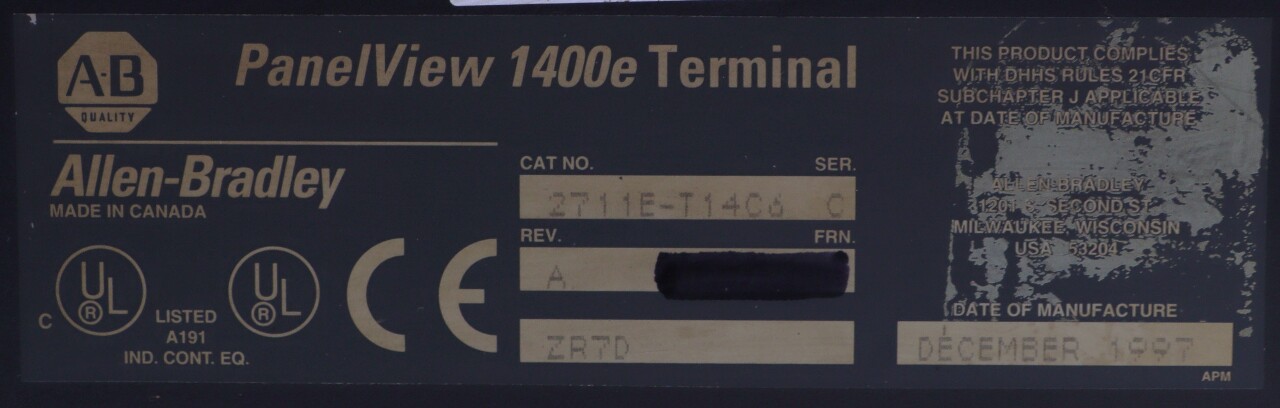 A-B
QUALITY
PanelView 1400e Terminal
Allen-Bradley
MADE IN CANADA
C UL ® LISTED UL ®
A191
IND. CONT. EQ.
CE
CAT NO. SER.
2711E-T14C6 C
REV. FRN.
A
ZR7D
THIS PRODUCT COMPLIES
WITH DHHS RULES 21CFR
SUBCHAPTER J APPLICABLE
AT DATE OF MANUFACTURE
ALLEN-BRADLEY
1201 S. SECOND ST.
MILWAUKEE, WISCONSIN
USA 53204
DATE OF MANUFACTURE
DECEMBER 1997
APM